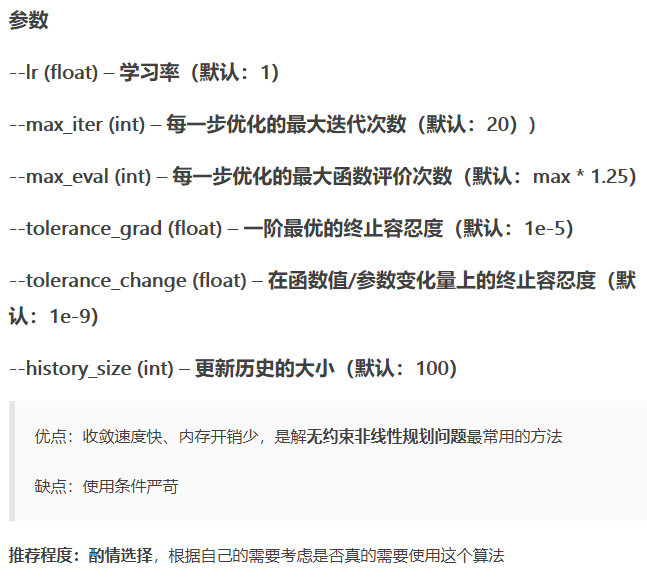 参数
--lr (float) – 学习率（默认：1）
--max_iter (int) – 每一步优化的最大迭代次数（默认：20））
--max_eval (int) – 每一步优化的最大函数评价次数（默认：max * 1.25）
--tolerance_grad (float) – 一阶最优的终止容忍度（默认：1e-5）
--tolerance_change (float) – 在函数值/参数变化量上的终止容忍度（默
认：1e-9）
--history_size (int) – 更新历史的大小（默认：100）
优点：收敛速度快、内存开销少，是解无约束非线性规划问题最常用的方法
缺点：使用条件严苛
推荐程度：酌情选择，根据自己的需要考虑是否真的需要使用这个算法